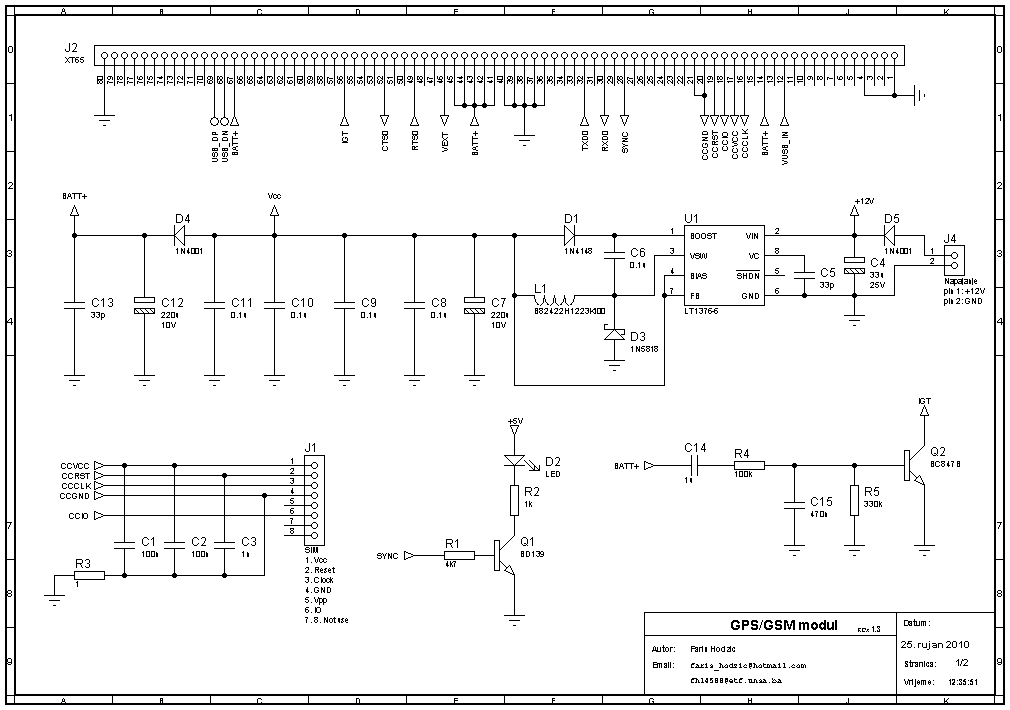 A B C D E F G H J K
0
1
2
3
4
7
8
9
J2
XT65
80 79 78 77 76 75 74 73 72 71 70 69 68 67 66 65 64 63 62 61 60 59 58 57 56 55 54 53 52 51 50 49 48 47 46 45 44 43 42 41 40 39 38 37 36 35 34 33 32 31 30 29 28 27 26 25 24 23 22 21 20 19 18 17 16 15 14 13 12 11 10 9 8 7 6 5 4 3 2 1
USB_DP
USB_DN
BATT+
IGT
CTS0
RTS0
VEXT
BATT+
TXD0
RXD0
SYNC
CCGND
CCRST
CCIO
CCVCC
CCCLK
BATT+
VUSB_IN
BATT+
Vcc
D4
1N4001
D1
1N4148
U1
BOOST
VSW
BIAS
FB
VIN
VC
SHDN
GND
1
3
4
7
2
8
5
6
LT1376-6
+12V
D5
1N4001
J4
1
2
Napajanje
pin 1: +12V
pin 2: GND
C13
33p
C12
220u
10V
C11
0.1u
C10
0.1u
C9
0.1u
C8
0.1u
C7
220u
10V
L1
B82422H1223K100
C6
0.1u
D3
1N5818
C5
33p
C4
33u
25V
CCVCC
CCRST
CCCLK
CCGND
CCIO
J1
1
2
3
4
5
6
7
8
SIM
1. Vcc
2. Reset
3. Clock
4. GND
5. Vpp
6. IO
7. 8. Not use
C1
100n
C2
100n
C3
1n
R3
1
+5V
D2
LED
R2
1k
Q1
BD139
SYNC
R1
4K7
BATT+
C14
1u
R4
100k
C15
470n
R5
330k
IGT
Q2
BC847B
GPS/GSM modul REV 1.3
Autor: Faris Hodzic
Email: faris_hodzic@hotmail.com
fh14588@etf.unsa.ba
Datum:
25. rujan 2010
Stranica: 1/2
Vrijeme: 12:35:51